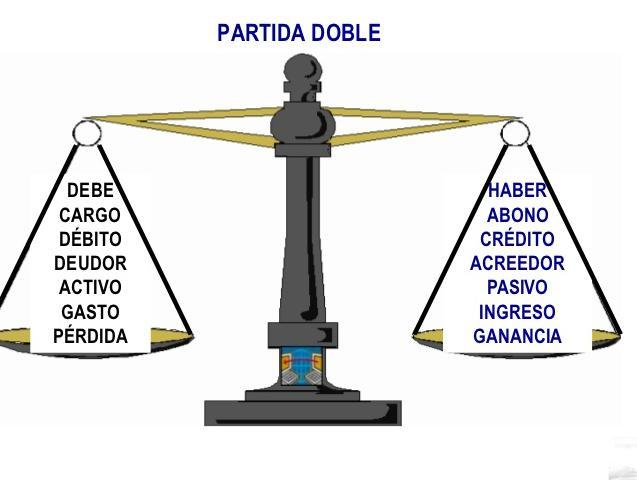 PARTIDA DOBLE
DEBE
CARGO
DÉBITO
DEUDOR
ACTIVO
GASTO
PÉRDIDA
HABER
ABONO
CRÉDITO
ACREEDOR
PASIVO
INGRESO
GANANCIA